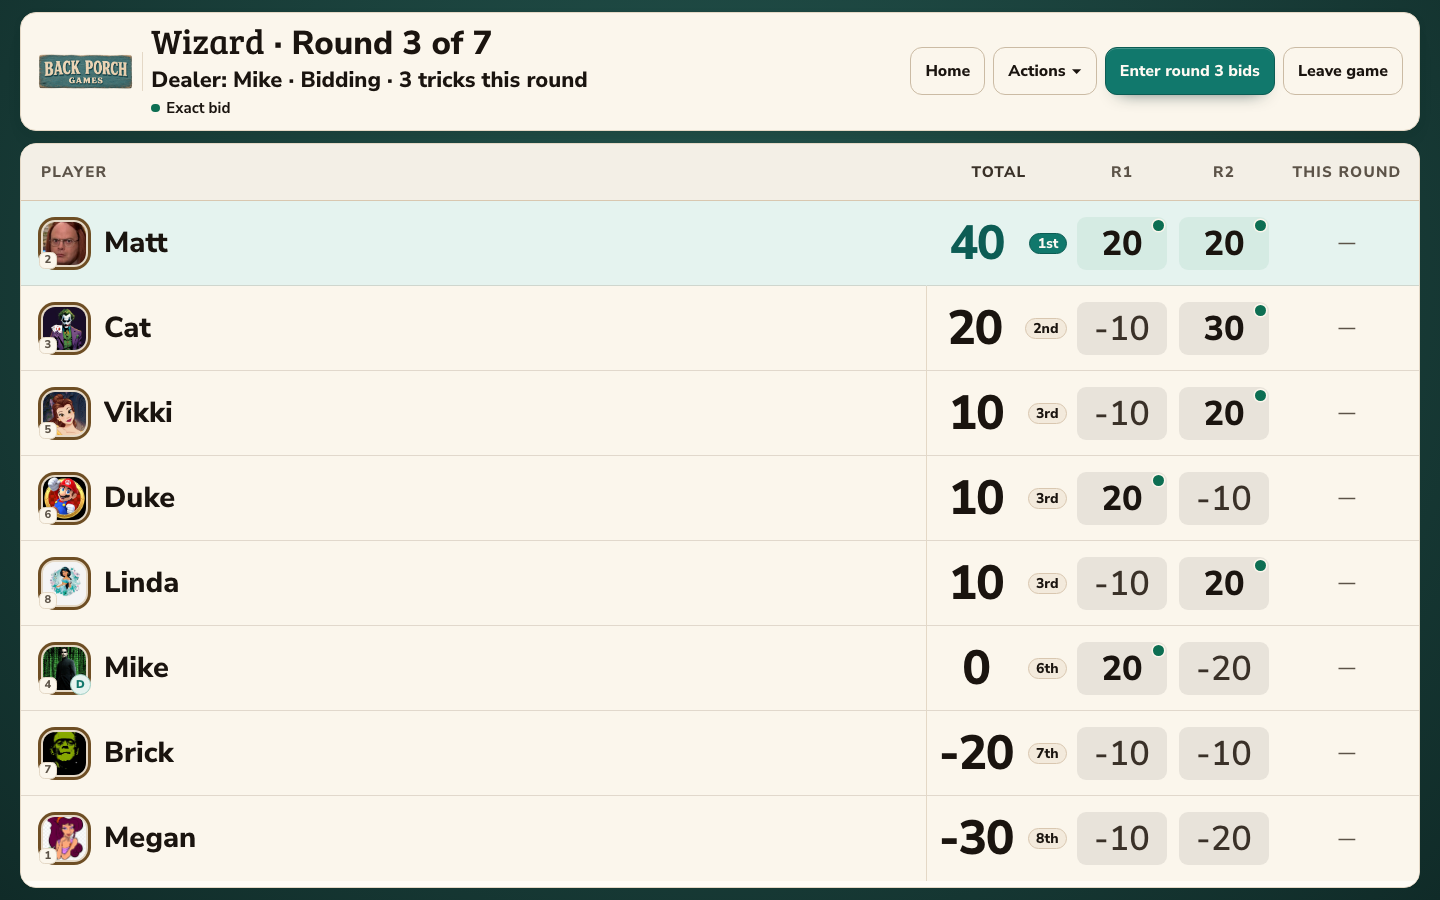 BACK PORCH
GAMES
Wizard · Round 3 of 7
Dealer: Mike · Bidding · 3 tricks this round
Exact bid
Home
Actions
Enter round 3 bids
Leave game
PLAYER TOTAL R1 R2 THIS ROUND
2 Matt 40 1st 20 20 —
3 Cat 20 2nd -10 30 —
5 Vikki 10 3rd -10 20 —
6 Duke 10 3rd 20 -10 —
8 Linda 10 3rd -10 20 —
4 D Mike 0 6th 20 -20 —
7 Brick -20 7th -10 -10 —
1 Megan -30 8th -10 -20 —